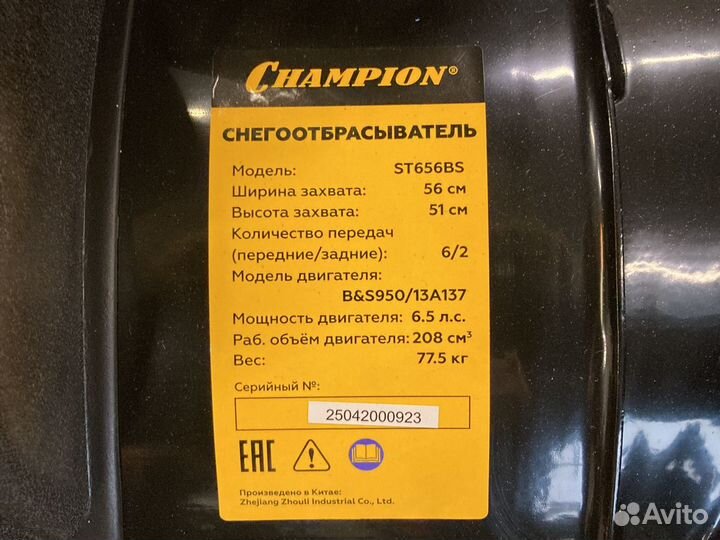 CHAMPION®
СНЕГООТБРАСЫВАТЕЛЬ
Модель: ST656BS
Ширина захвата: 56 см
Высота захвата: 51 см
Количество передач
(передние/задние): 6/2
Модель двигателя:
B&S950/13A137
Мощность двигателя: 6.5 л.с.
Раб. объём двигателя: 208 см³
Вес: 77.5 кг
Серийный №:
25042000923
EAC
Произведено в Китае:
Zhejiang Zhouli Industrial Co., Ltd.
Avito